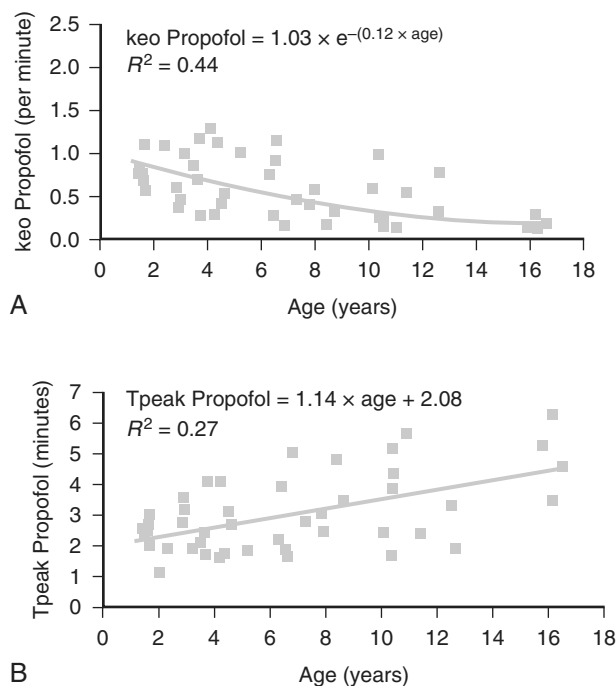 keo Propofol = 1.03 × e–(0.12 × age)
R2 = 0.44
keo Propofol (per minute)
2.5
2.0
1.5
1.0
0.5
0.0
0 2 4 6 8 10 12 14 16 18
Age (years)
A
Tpeak Propofol = 1.14 × age + 2.08
R2 = 0.27
Tpeak Propofol (minutes)
7
6
5
4
3
2
1
0
0 2 4 6 8 10 12 14 16 18
Age (years)
B